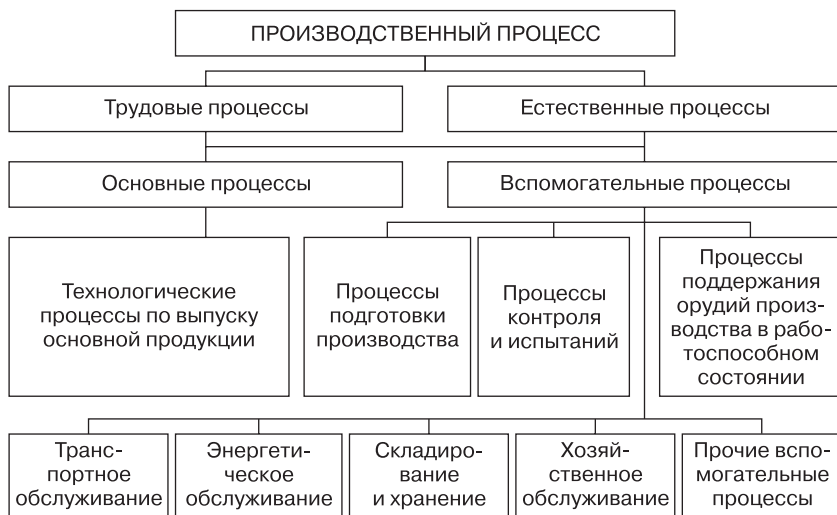 ПРОИЗВОДСТВЕННЫЙ ПРОЦЕСС
Трудовые процессы
Естественные процессы
Основные процессы
Вспомогательные процессы
Технологические
процессы по выпуску
основной продукции
Процессы
подготовки
производства
Процессы
контроля
и испытаний
Процессы
поддержания
орудий произ-
водства в рабо-
тоспособном
состоянии
Транс-
портное
обслуживание
Энергети-
ческое
обслуживание
Складиро-
вание
и хранение
Хозяй-
ственное
обслуживание
Прочие вспо-
могательные
процессы